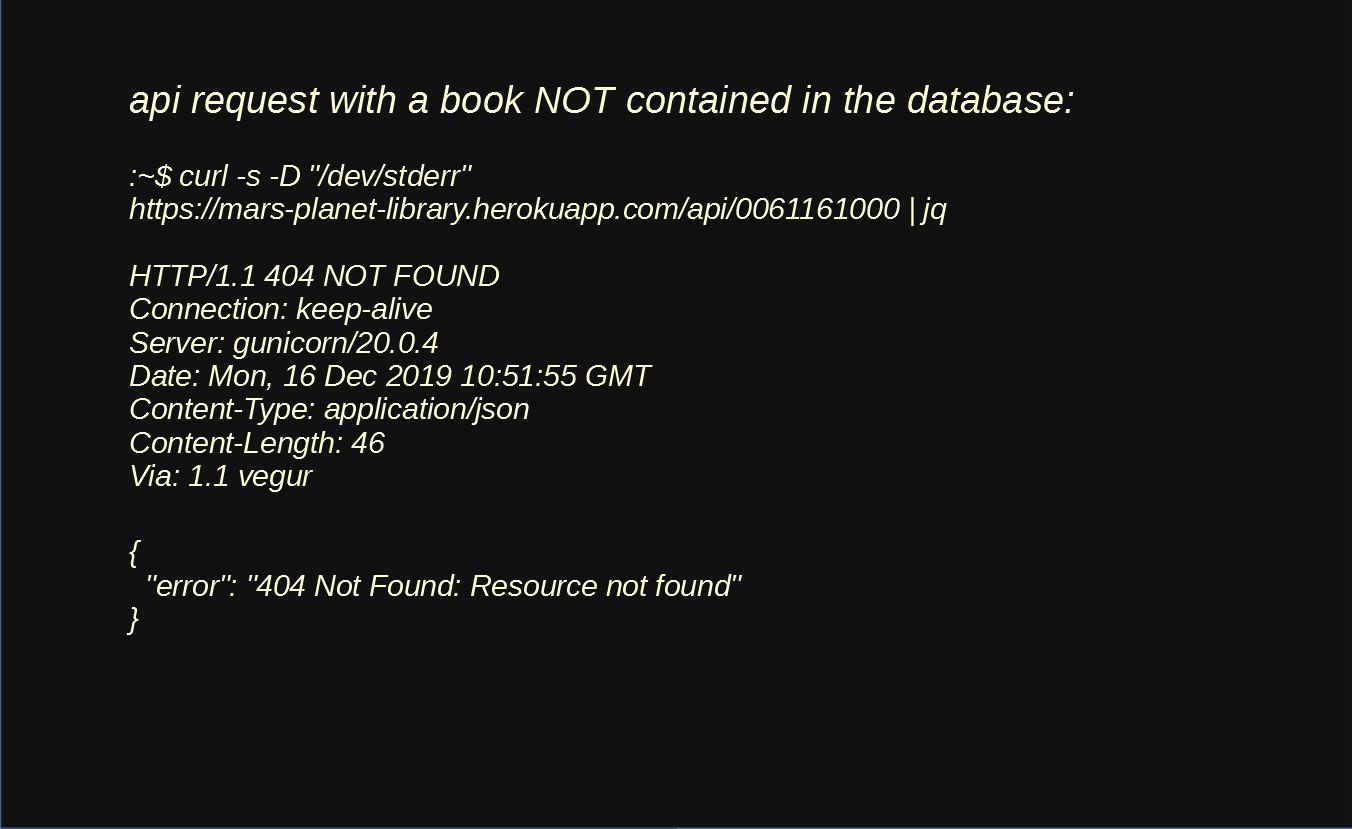 api request with a book NOT contained in the database:
:~$ curl -s -D "/dev/stderr"
https://mars-planet-library.herokuapp.com/api/0061161000 | jq
HTTP/1.1 404 NOT FOUND
Connection: keep-alive
Server: gunicorn/20.0.4
Date: Mon, 16 Dec 2019 10:51:55 GMT
Content-Type: application/json
Content-Length: 46
Via: 1.1 vegur
{
  "error": "404 Not Found: Resource not found"
}